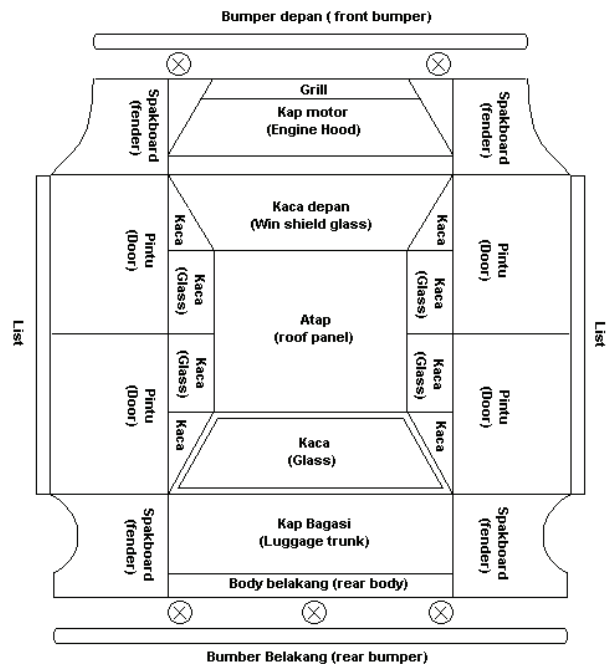 Bumper depan ( front bumper)
Grill
Spakboard
(fender)
Kap motor
(Engine Hood)
Spakboard
(fender)
Kaca depan
(Win shield glass)
Kaca
Kaca
Pintu
(Door)
Kaca
(Glass)
Kaca
(Glass)
Pintu
(Door)
List
Atap
(roof panel)
List
Pintu
(Door)
Kaca
(Glass)
Kaca
(Glass)
Pintu
(Door)
Kaca
Kaca
(Glass)
Kaca
Spakboard
(fender)
Kap Bagasi
(Luggage trunk)
Spakboard
(fender)
Body belakang (rear body)
Bumber Belakang (rear bumper)